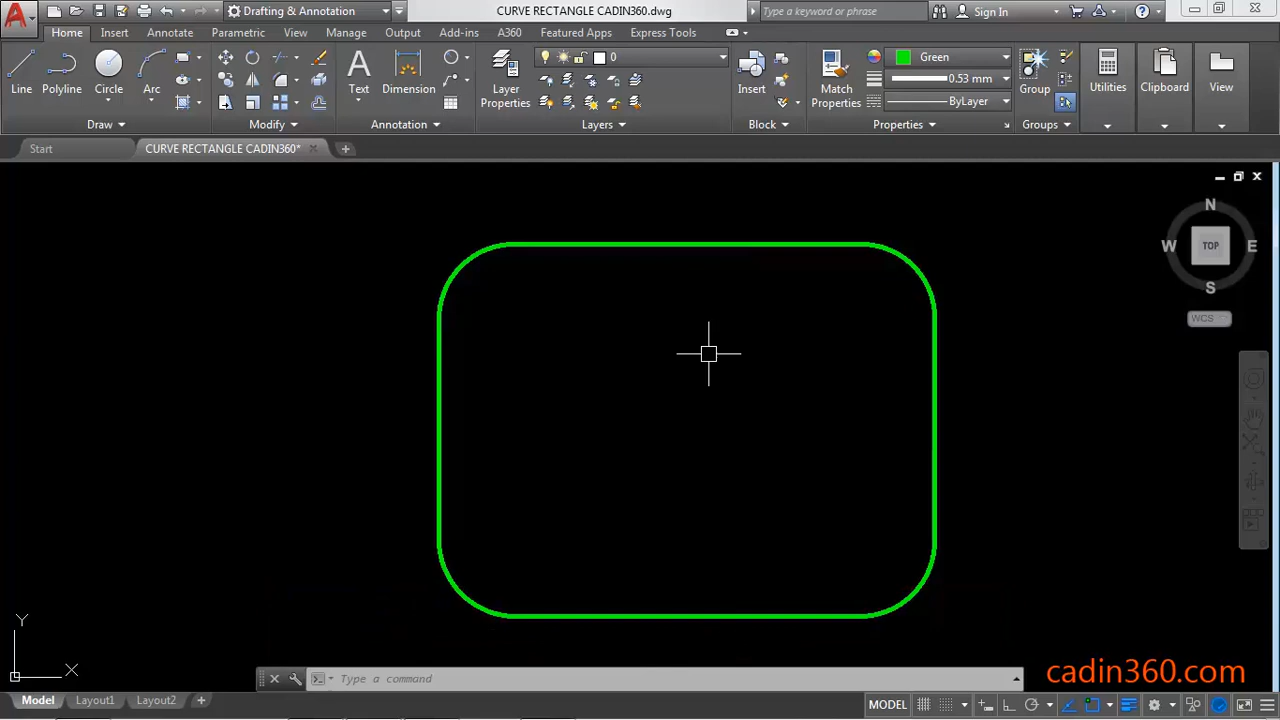 Drafting & Annotation
CURVE RECTANGLE CADIN360.dwg
Type a keyword or phrase
Sign In
Home
Insert
Annotate
Parametric
View
Manage
Output
Add-ins
A360
Featured Apps
Express Tools
Line
Polyline
Circle
Arc
Text
Dimension
Layer
Properties
0
Insert
Match
Properties
Green
0.53 mm
ByLayer
Group
Utilities
Clipboard
View
Draw
Modify
Annotation
Layers
Block
Properties
Groups
Start
CURVE RECTANGLE CADIN360*
N
W
TOP
E
S
WCS
Y
X
Type a command
cadin360.com
Model
Layout1
Layout2
MODEL